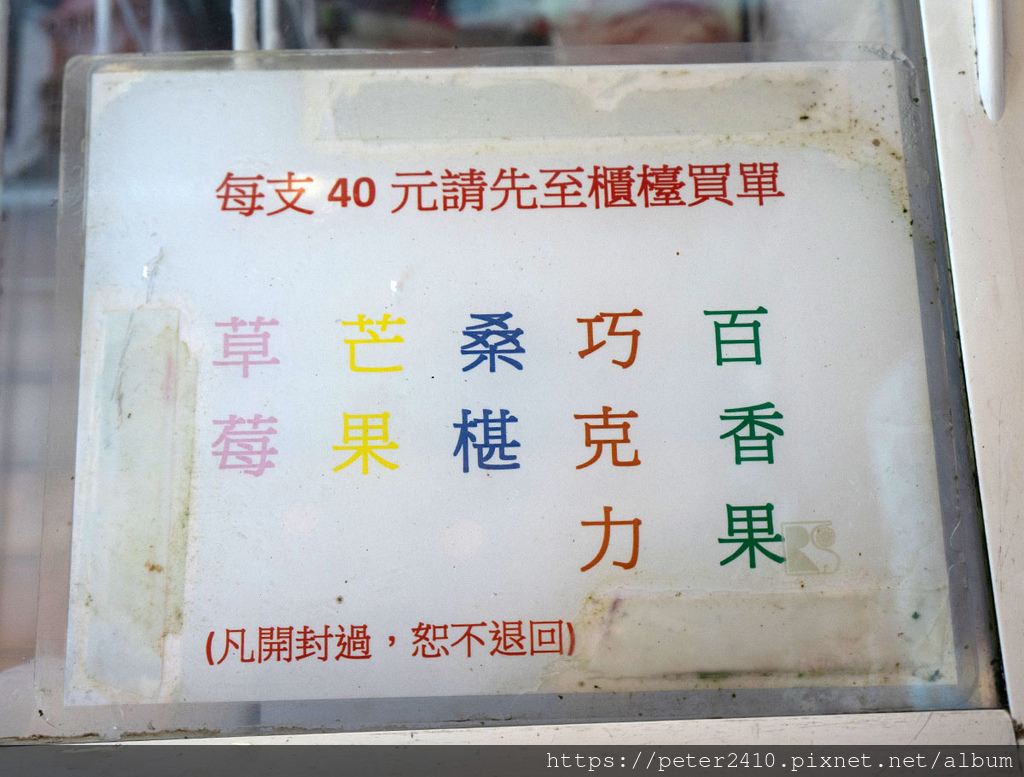 每支 40 元請先至櫃檯買單
草莓
芒果
桑椹
巧克力
百香果
(凡開封過，恕不退回)
RS
https://peter2410.pixnet.net/album